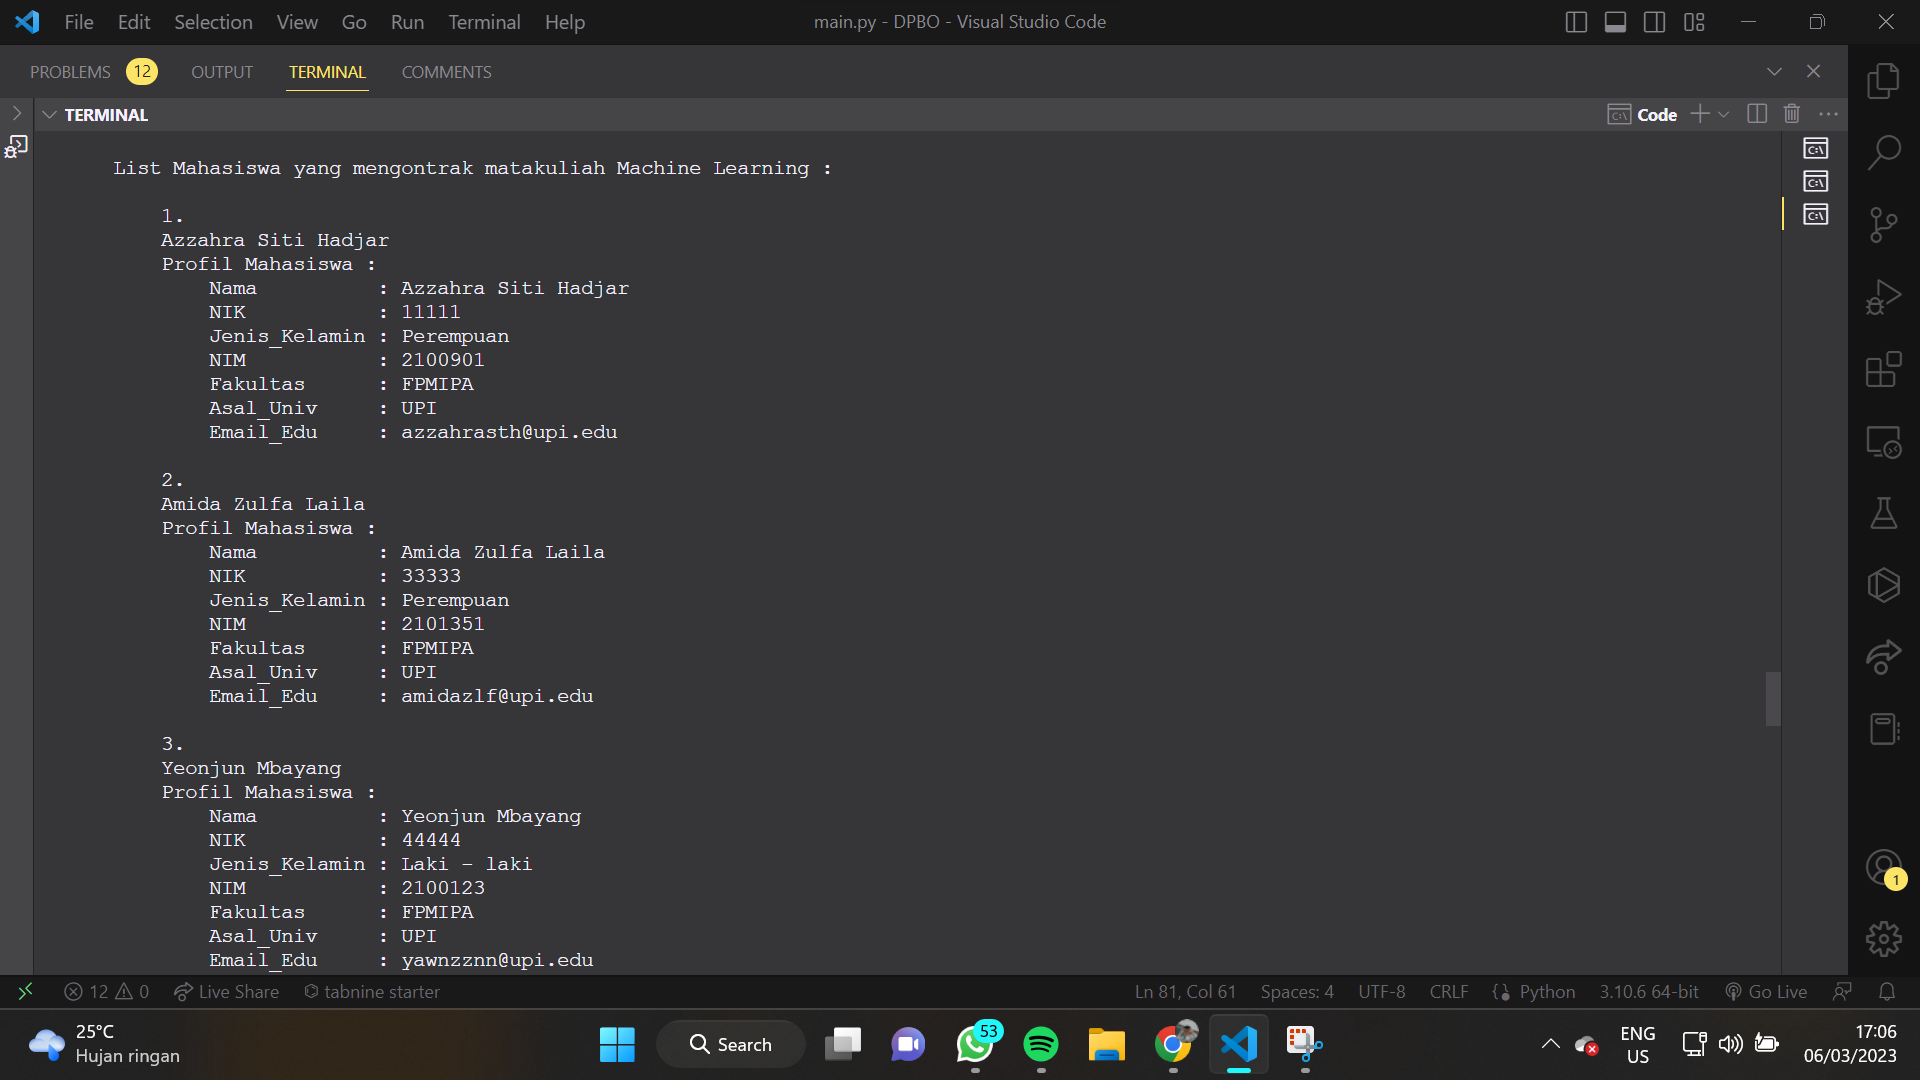 File Edit Selection View Go Run Terminal Help
main.py - DPBO - Visual Studio Code
PROBLEMS 12 OUTPUT TERMINAL COMMENTS
TERMINAL
Code
List Mahasiswa yang mengontrak matakuliah Machine Learning :
1.
Azzahra Siti Hadjar
Profil Mahasiswa :
Nama : Azzahra Siti Hadjar
NIK : 11111
Jenis_Kelamin : Perempuan
NIM : 2100901
Fakultas : FPMIPA
Asal_Univ : UPI
Email_Edu : azzahrasth@upi.edu
2.
Amida Zulfa Laila
Profil Mahasiswa :
Nama : Amida Zulfa Laila
NIK : 33333
Jenis_Kelamin : Perempuan
NIM : 2101351
Fakultas : FPMIPA
Asal_Univ : UPI
Email_Edu : amidazlf@upi.edu
3.
Yeonjun Mbayang
Profil Mahasiswa :
Nama : Yeonjun Mbayang
NIK : 44444
Jenis_Kelamin : Laki - laki
NIM : 2100123
Fakultas : FPMIPA
Asal_Univ : UPI
Email_Edu : yawnzznn@upi.edu
1
12 0 Live Share tabnine starter
Ln 81, Col 61 Spaces: 4 UTF-8 CRLF Python 3.10.6 64-bit Go Live
25°C
Hujan ringan
Search
53
ENG
US
17:06
06/03/2023